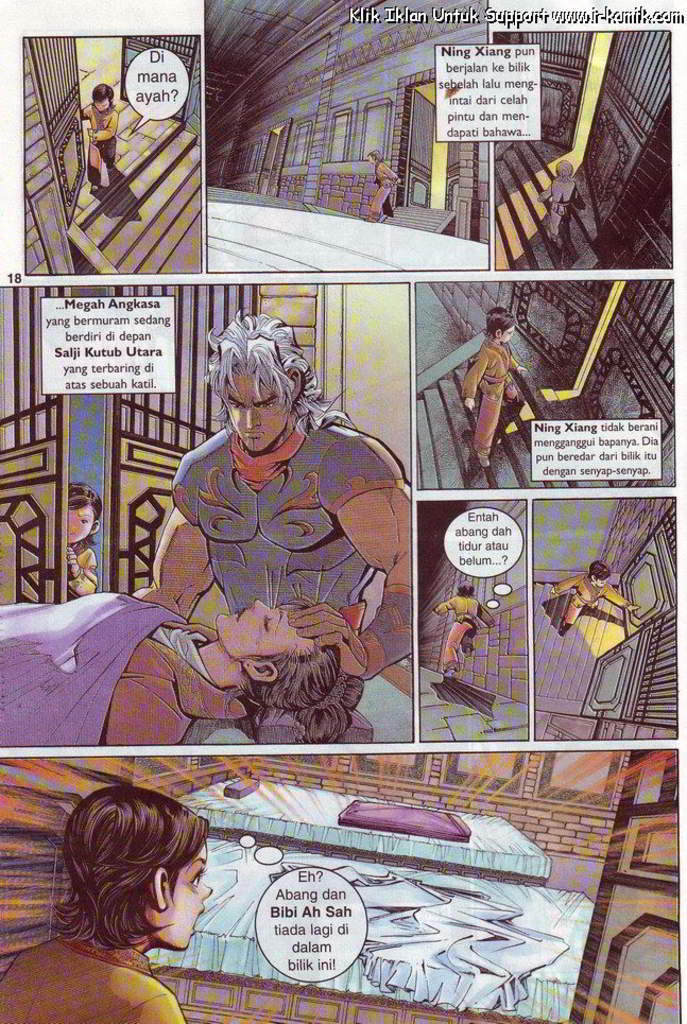 Klik Iklan Untuk Support www.r-komik.com
Di
mana
ayah?
Ning Xiang pun
berjalan ke bilik
sebelah lalu meng-
intai dari celah
pintu dan men-
dapati bahawa...
18
...Megah Angkasa
yang bermuram sedang
berdiri di depan
Salji Kutub Utara
yang terbaring di
atas sebuah katil.
Ning Xiang tidak berani
mengganggui bapanya. Dia
pun beredar dari bilik itu
dengan senyap-senyap.
Entah
abang dah
tidur atau
belum...?
Eh?
Abang dan
Bibi Ah Sah
tiada lagi di
dalam
bilik ini!